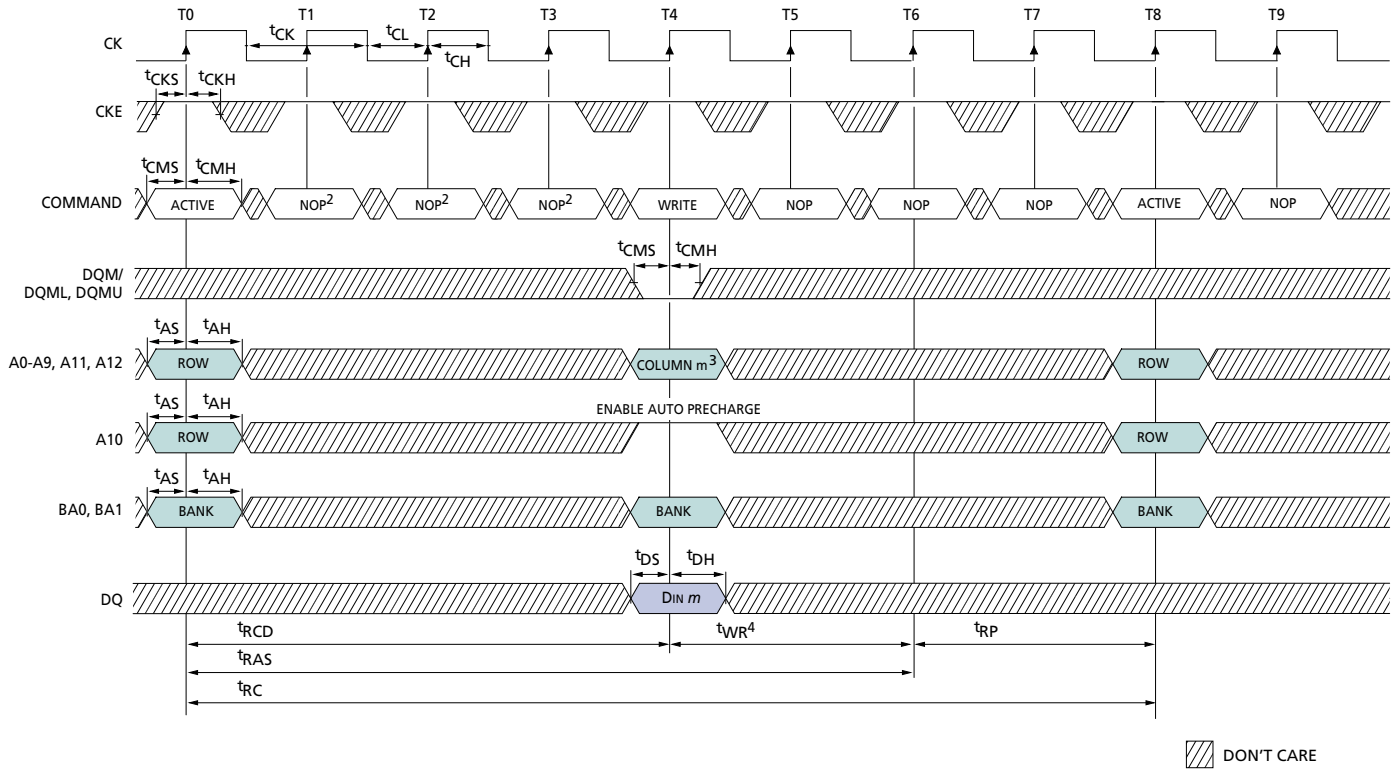 T0 T1 T2 T3 T4 T5 T6 T7 T8 T9
CK
tCK tCL
tCH
tCKS tCKH
CKE
tCMS tCMH
COMMAND ACTIVE NOP2 NOP2 NOP2 WRITE NOP NOP NOP ACTIVE NOP
tCMS tCMH
DQM/
DQML, DQMU
tAS tAH
A0-A9, A11, A12 ROW COLUMN m3 ROW
tAS tAH ENABLE AUTO PRECHARGE
A10 ROW ROW
tAS tAH
BA0, BA1 BANK BANK BANK
tDS tDH
DQ DIN m
tRCD tWR4 tRP
tRAS
tRC
DON'T CARE